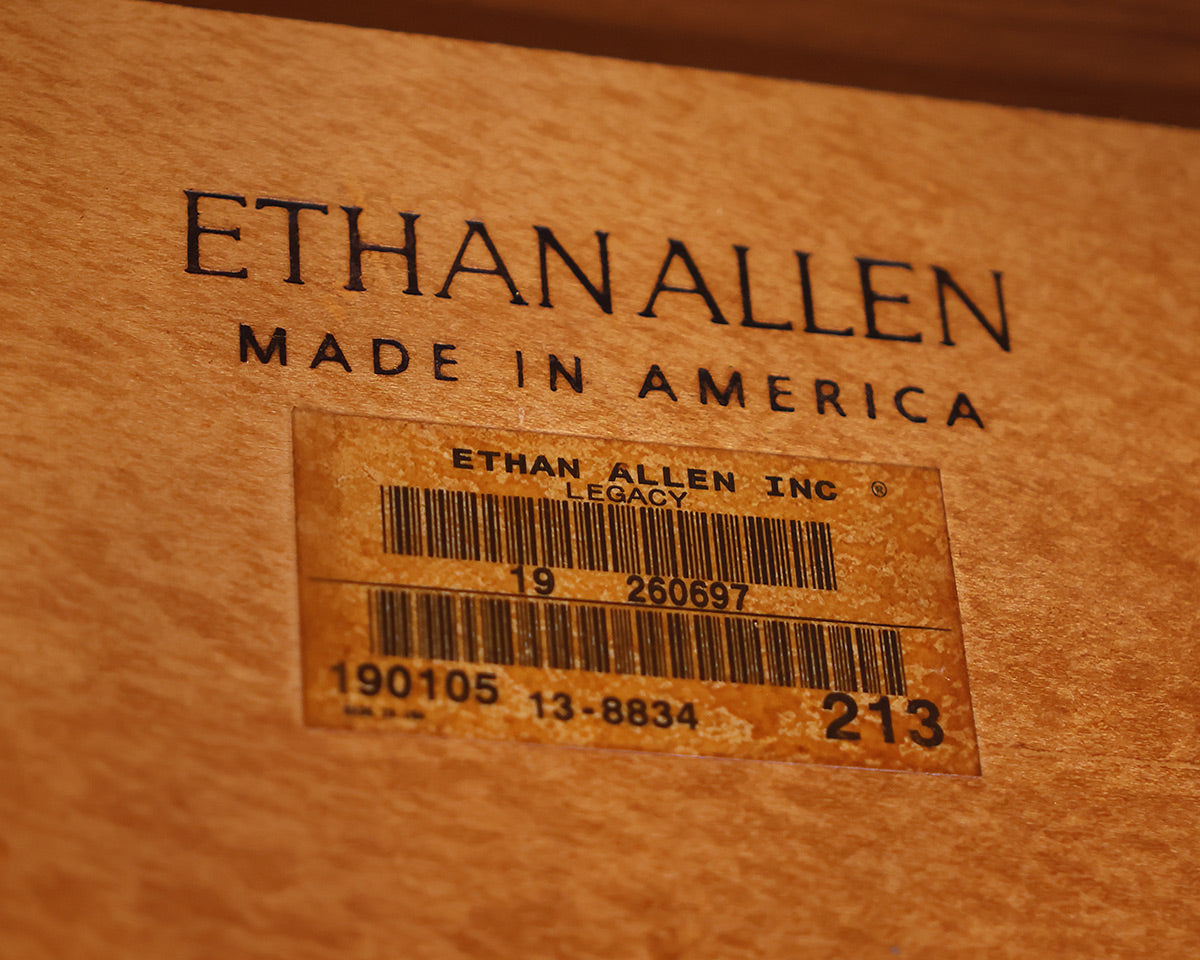 ETHAN ALLEN
MADE IN AMERICA
ETHAN ALLEN INC ®
LEGACY
19 260697
190105 13-8834 213